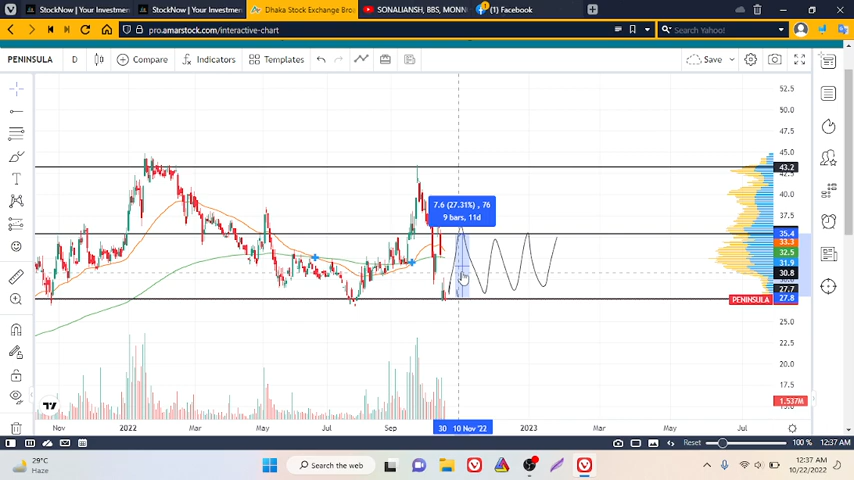 StockNow | Your Investmen
StockNow | Your Investmen
Dhaka Stock Exchange Bro
SONALIANSH, BBS, MONN
Facebook
pro.amarstock.com/interactive-chart
Search Yahoo!
PENINSULA
D
Compare
Indicators
Templates
Save
52.5
50.0
47.5
45.0
43.2
40.0
7.6 (27.31%) , 76
9 bars, 11d
37.5
35.4
33.3
32.5
31.9
30.8
27.7
PENINSULA
27.8
25.0
22.5
20.0
17.5
1.537M
Nov
2022
Mar
May
Jul
Sep
30
10 Nov '22
2023
Mar
May
Jul
Reset
100 %
12:37 AM
29°C
Haze
Search the web
12:37 AM
10/22/2022